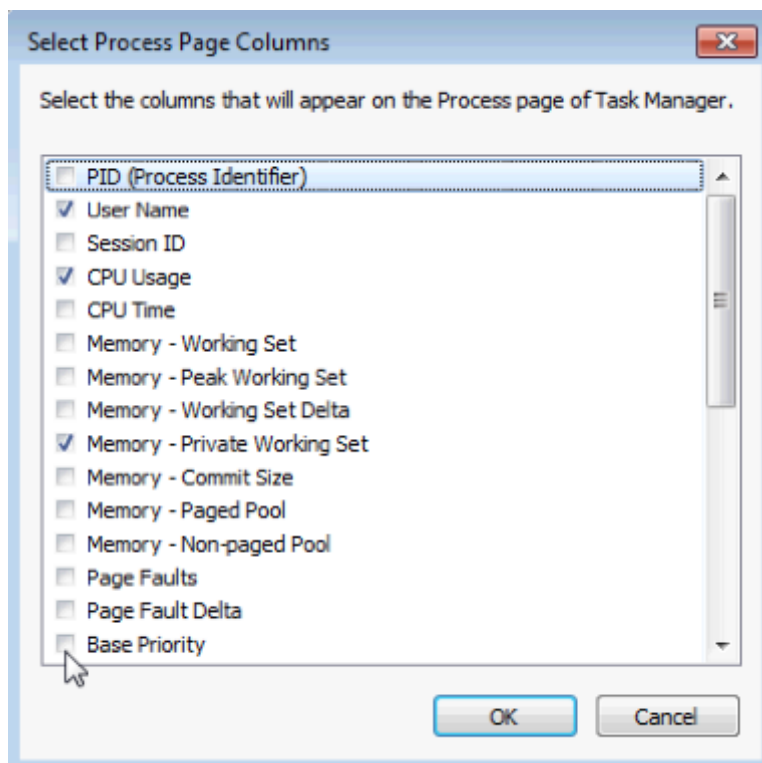 Select Process Page Columns
Select the columns that will appear on the Process page of Task Manager.
PID (Process Identifier)
User Name
Session ID
CPU Usage
CPU Time
Memory - Working Set
Memory - Peak Working Set
Memory - Working Set Delta
Memory - Private Working Set
Memory - Commit Size
Memory - Paged Pool
Memory - Non-paged Pool
Page Faults
Page Fault Delta
Base Priority
OK Cancel